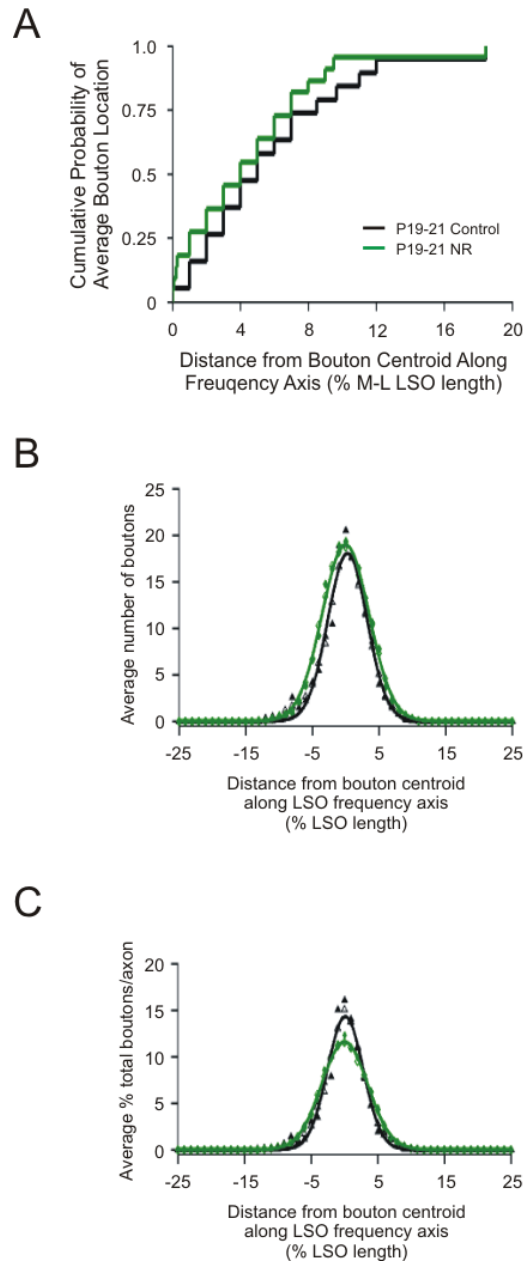 A
Cumulative Probability of
Average Bouton Location
1.0
0.75
0.5
0.25
0
P19-21 Control
P19-21 NR
0 4 8 12 16 20
Distance from Bouton Centroid Along
Freuqency Axis (% M-L LSO length)
B
Average number of boutons
25
20
15
10
5
0
-25 -15 -5 5 15 25
Distance from bouton centroid
along LSO frequency axis
(% LSO length)
C
Average % total boutons/axon
20
15
10
5
0
-25 -15 -5 5 15 25
Distance from bouton centroid
along LSO frequency axis
(% LSO length)